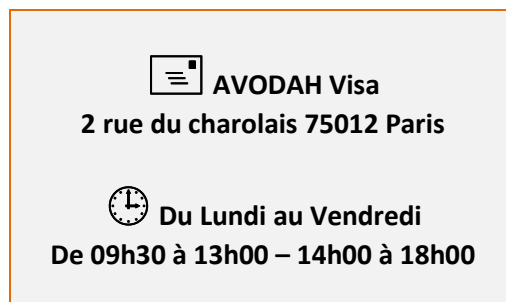 AVODAH Visa
2 rue du charolais 75012 Paris
Du Lundi au Vendredi
De 09h30 à 13h00 – 14h00 à 18h00